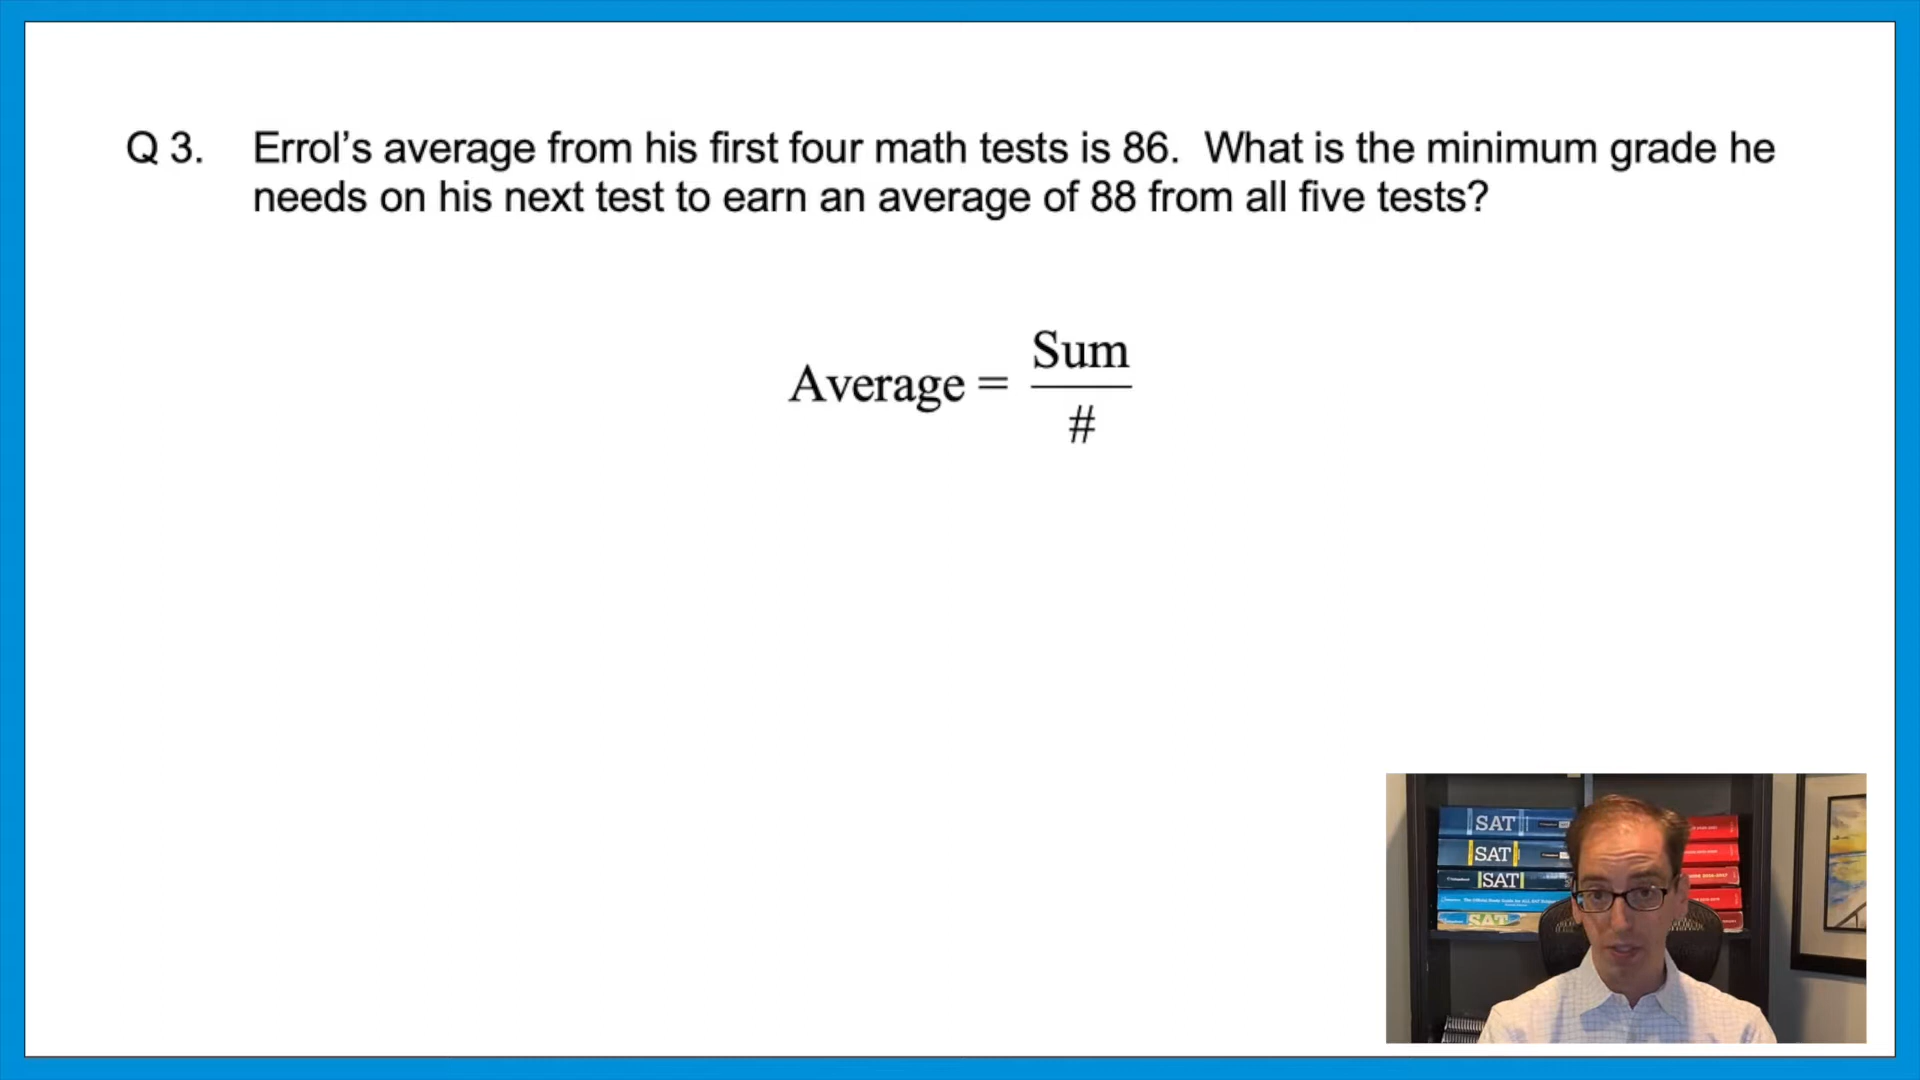 Q 3. Errol’s average from his first four math tests is 86. What is the minimum grade he
needs on his next test to earn an average of 88 from all five tests?
Average = Sum
#
SAT
SAT
SAT
SAT